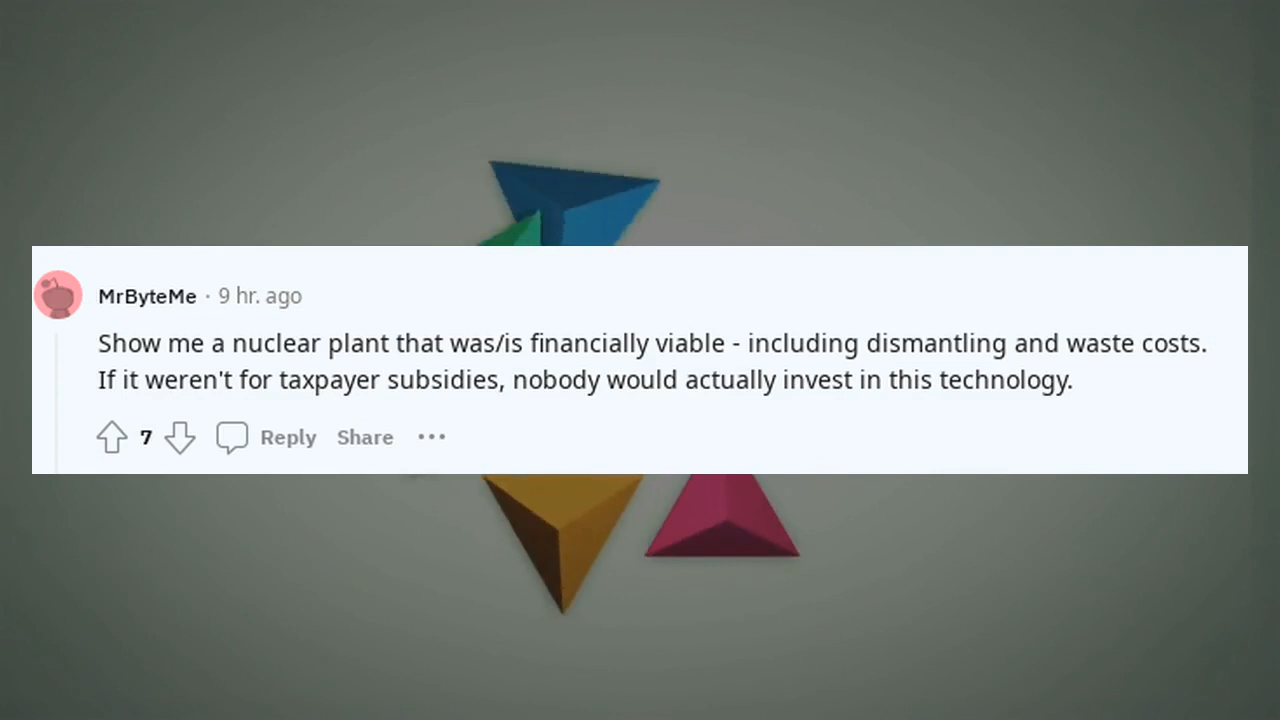 MrByteMe · 9 hr. ago
Show me a nuclear plant that was/is financially viable - including dismantling and waste costs.
If it weren't for taxpayer subsidies, nobody would actually invest in this technology.
7 Reply Share ···